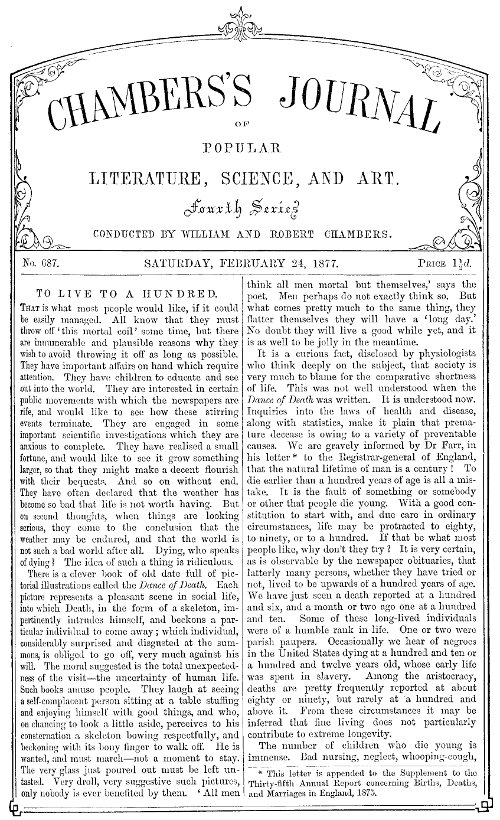 CHAMBERS'S JOURNAL
OF
POPULAR
LITERATURE, SCIENCE, AND ART.
Fourth Series
CONDUCTED BY WILLIAM AND ROBERT CHAMBERS.
No. 687.
SATURDAY, FEBRUARY 24, 1877.
PRICE 1½d.
TO LIVE TO A HUNDRED.
THAT is what most people would like, if it could
be easily managed. All know that they must
throw off 'this mortal coil' some time, but there
are innumerable and plausible reasons why they
wish to avoid throwing it off as long as possible.
They have important affairs on hand which require
attention. They have children to educate and see
out into the world. They are interested in certain
public movements with which the newspapers are
rife, and would like to see how these stirring
events terminate. They are engaged in some
important scientific investigations which they are
anxious to complete. They have realised a small
fortune, and would like to see it grow something
larger, so that they might make a decent flourish
with their bequests. And so on without end.
They have often declared that the weather has
become so bad that life is not worth having. But
on second thoughts, when things are looking
serious, they come to the conclusion that the
weather may be endured, and that the world is
not such a bad world after all. Dying, who speaks
of dying? The idea of such a thing is ridiculous.
There is a clever book of old date full of pic-
torial illustrations called the Dance of Death. Each
picture represents a pleasant scene in social life,
into which Death, in the form of a skeleton, im-
pertinently intrudes himself, and beckons a par-
ticular individual to come away; which individual,
considerably surprised and disgusted at the sum-
mons, is obliged to go off, very much against his
will. The moral suggested is the total unexpected-
ness of the visit—the uncertainty of human life.
Such books amuse people. They laugh at seeing
a self-complacent person sitting at a table stuffing
and enjoying himself with good things, and who,
on chancing to look a little aside, perceives to his
consternation a skeleton bowing respectfully, and
beckoning with its bony finger to walk off. He is
wanted, and must march—not a moment to stay.
The very glass just poured out must be left un-
tasted. Very droll, very suggestive such pictures,
only nobody is ever benefited by them. 'All men
think all men mortal but themselves,' says the
poet. Men perhaps do not exactly think so. But
what comes pretty much to the same thing, they
flatter themselves they will have a 'long day.'
No doubt they will live a good while yet, and it
is as well to be jolly in the meantime.
It is a curious fact, disclosed by physiologists
who think deeply on the subject, that society is
very much to blame for the comparative shortness
of life. This was not well understood when the
Dance of Death was written. It is understood now.
Inquiries into the laws of health and disease,
along with statistics, make it plain that prema-
ture decease is owing to a variety of preventable
causes. We are gravely informed by Dr Farr, in
his letter* to the Registrar-general of England,
that the natural lifetime of man is a century! To
die earlier than a hundred years of age is all a mis-
take. It is the fault of something or somebody
or other that people die young. With a good con-
stitution to start with, and due care in ordinary
circumstances, life may be protracted to eighty,
to ninety, or to a hundred. If that be what most
people like, why don't they try? It is very certain,
as is observable by the newspaper obituaries, that
latterly many persons, whether they have tried or
not, lived to be upwards of a hundred years of age.
We have just seen a death reported at a hundred
and six, and a month or two ago one at a hundred
and ten. Some of these long-lived individuals
were of a humble rank in life. One or two were
parish paupers. Occasionally we hear of negroes
in the United States dying at a hundred and ten or
a hundred and twelve years old, whose early life
was spent in slavery. Among the aristocracy,
deaths are pretty frequently reported at about
eighty or ninety, but rarely at a hundred and
above it. From these circumstances it may be
inferred that fine living does not particularly
contribute to extreme longevity.
The number of children who die young is
immense. Bad nursing, neglect, whooping-cough,
* This letter is appended to the Supplement to the
Thirty-fifth Annual Report concerning Births, Deaths,
and Marriages in England, 1875.